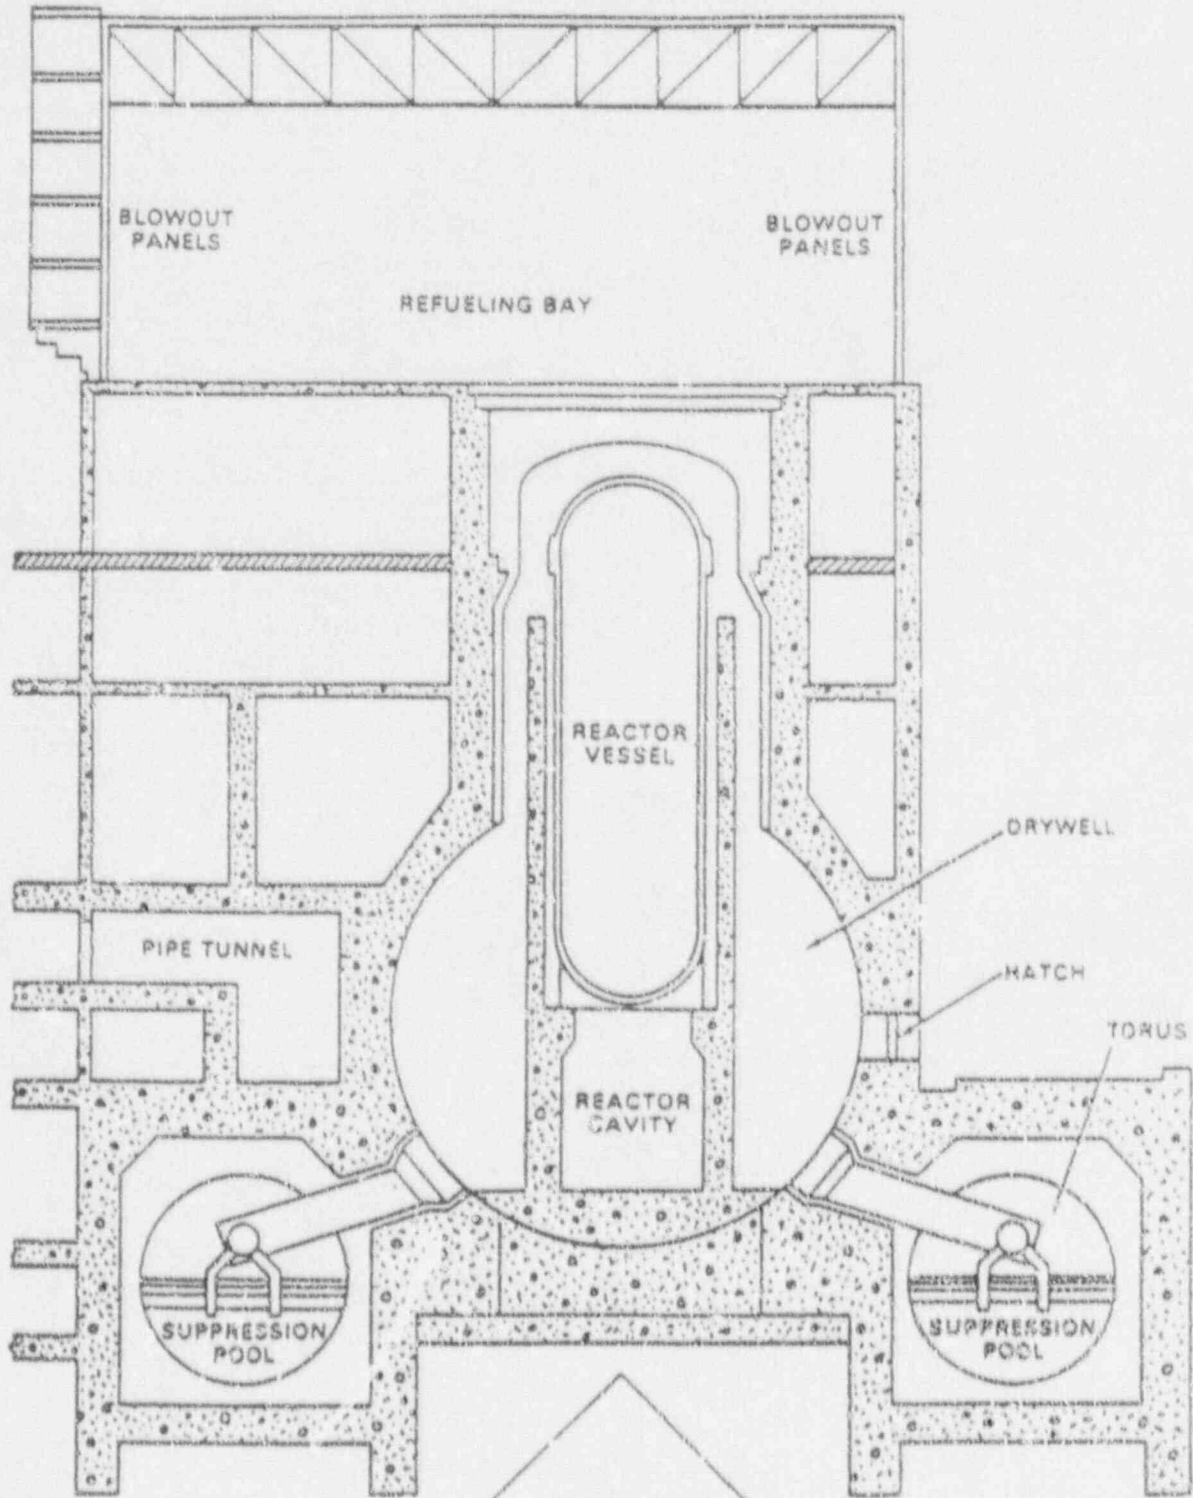 BLOWOUT
PANELS
BLOWOUT
PANELS
REFUELING BAY
REACTOR
VESSEL
DRYWELL
PIPE TUNNEL
HATCH
TORUS
REACTOR
CAVITY
SUPPRESSION
POOL
SUPPRESSION
POOL